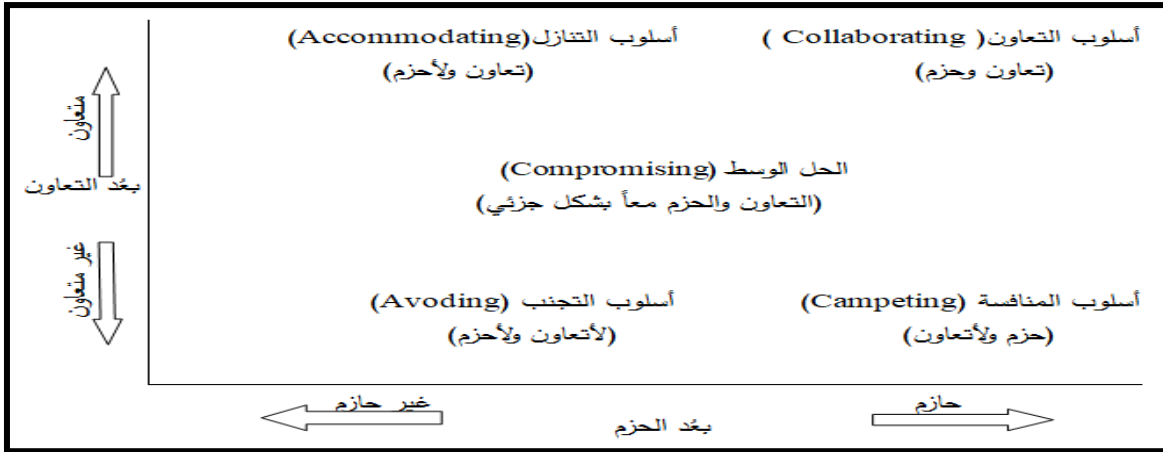 أسلوب التعاون( Collaborating )
(تعاون وحزم)
أسلوب التنازل(Accommodating)
(تعاون ولأحزم)
متعاون
بعُد التعاون
غير متعاون
الحل الوسط (Compromising)
(التعاون والحزم معاً بشكل جزئي)
أسلوب المنافسة (Campeting)
(حزم ولأتعاون)
أسلوب التجنب (Avoding)
(لأتعاون ولأحزم)
حازم
غير حازم
بعُد الحزم